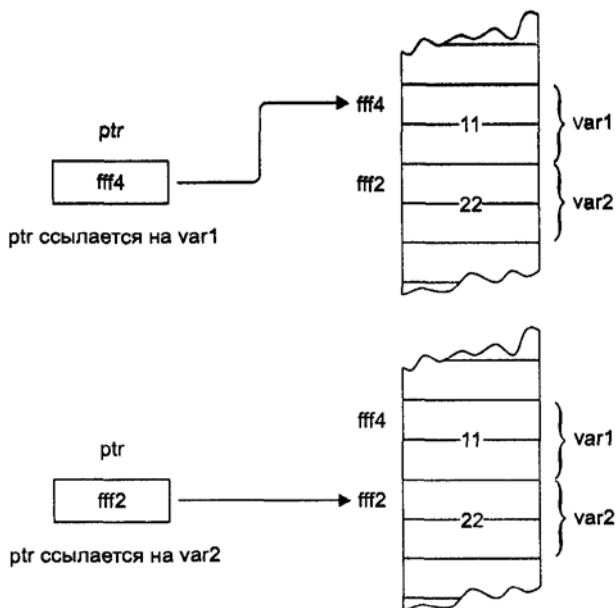 fff4
11
var1
ptr
fff4
fff2
22
var2
ptr ссылается на var1
fff4
11
var1
ptr
fff2
fff2
22
var2
ptr ссылается на var2